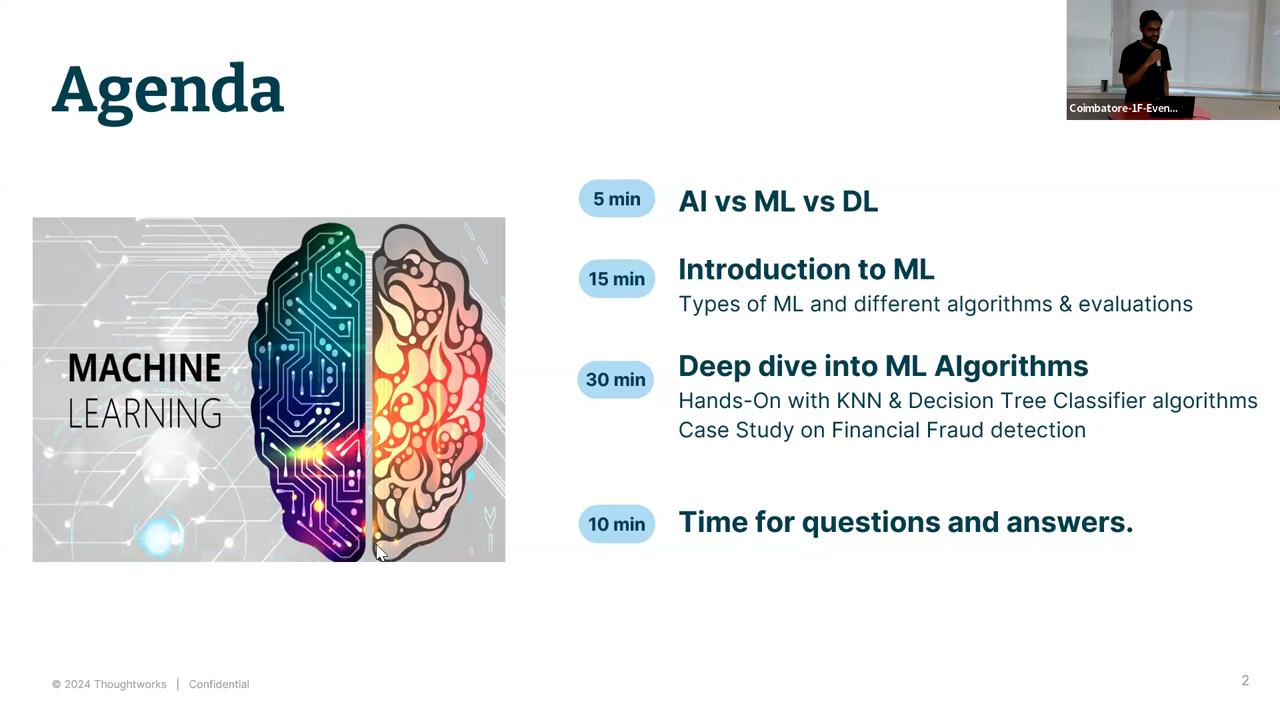 Agenda
Coimbatore-1F-Even...
5 min
AI vs ML vs DL
15 min
Introduction to ML
Types of ML and different algorithms & evaluations
MACHINE
LEARNING
30 min
Deep dive into ML Algorithms
Hands-On with KNN & Decision Tree Classifier algorithms
Case Study on Financial Fraud detection
10 min
Time for questions and answers.
© 2024 Thoughtworks | Confidential
2